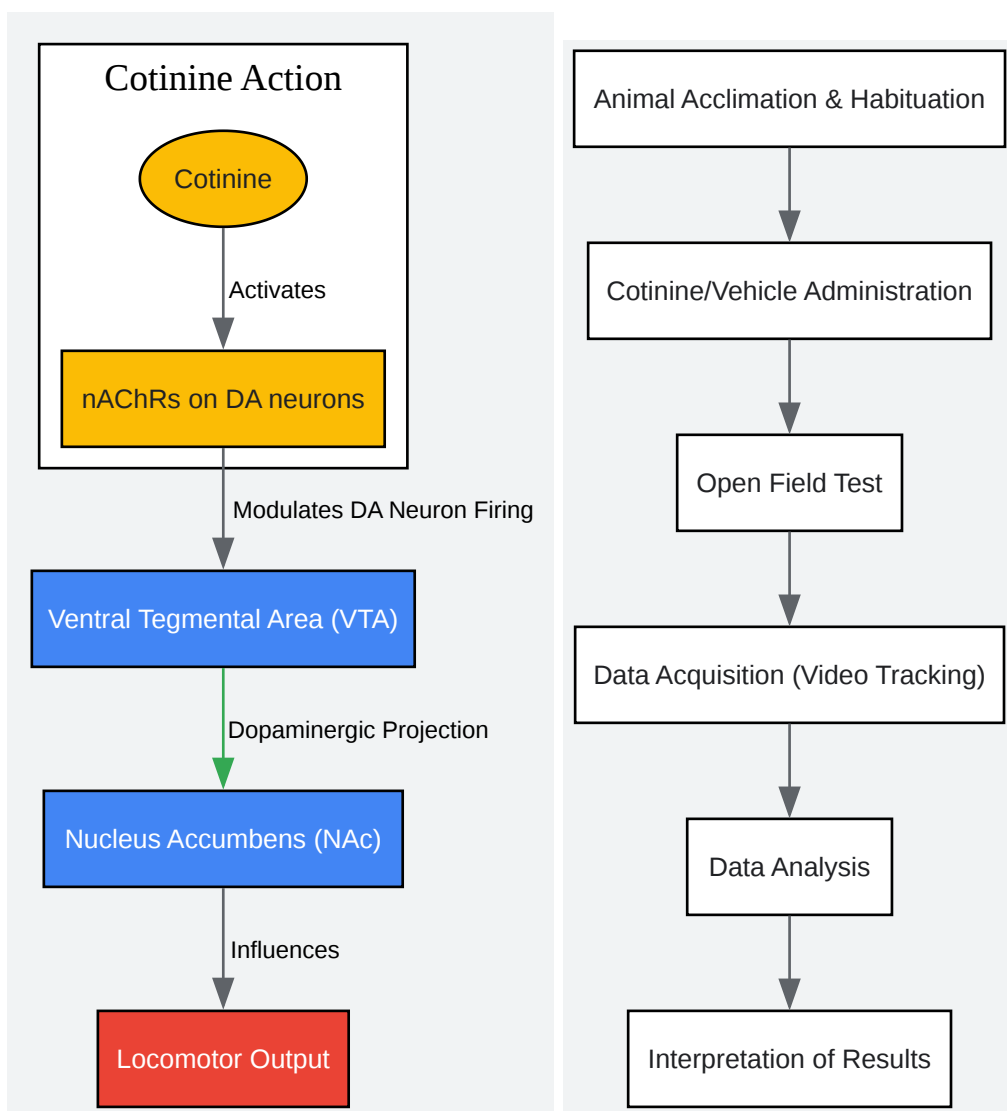 Cotinine Action
Cotinine
Activates
nAChRs on DA neurons
Modulates DA Neuron Firing
Ventral Tegmental Area (VTA)
Dopaminergic Projection
Nucleus Accumbens (NAc)
Influences
Locomotor Output
Animal Acclimation & Habituation
Cotinine/Vehicle Administration
Open Field Test
Data Acquisition (Video Tracking)
Data Analysis
Interpretation of Results